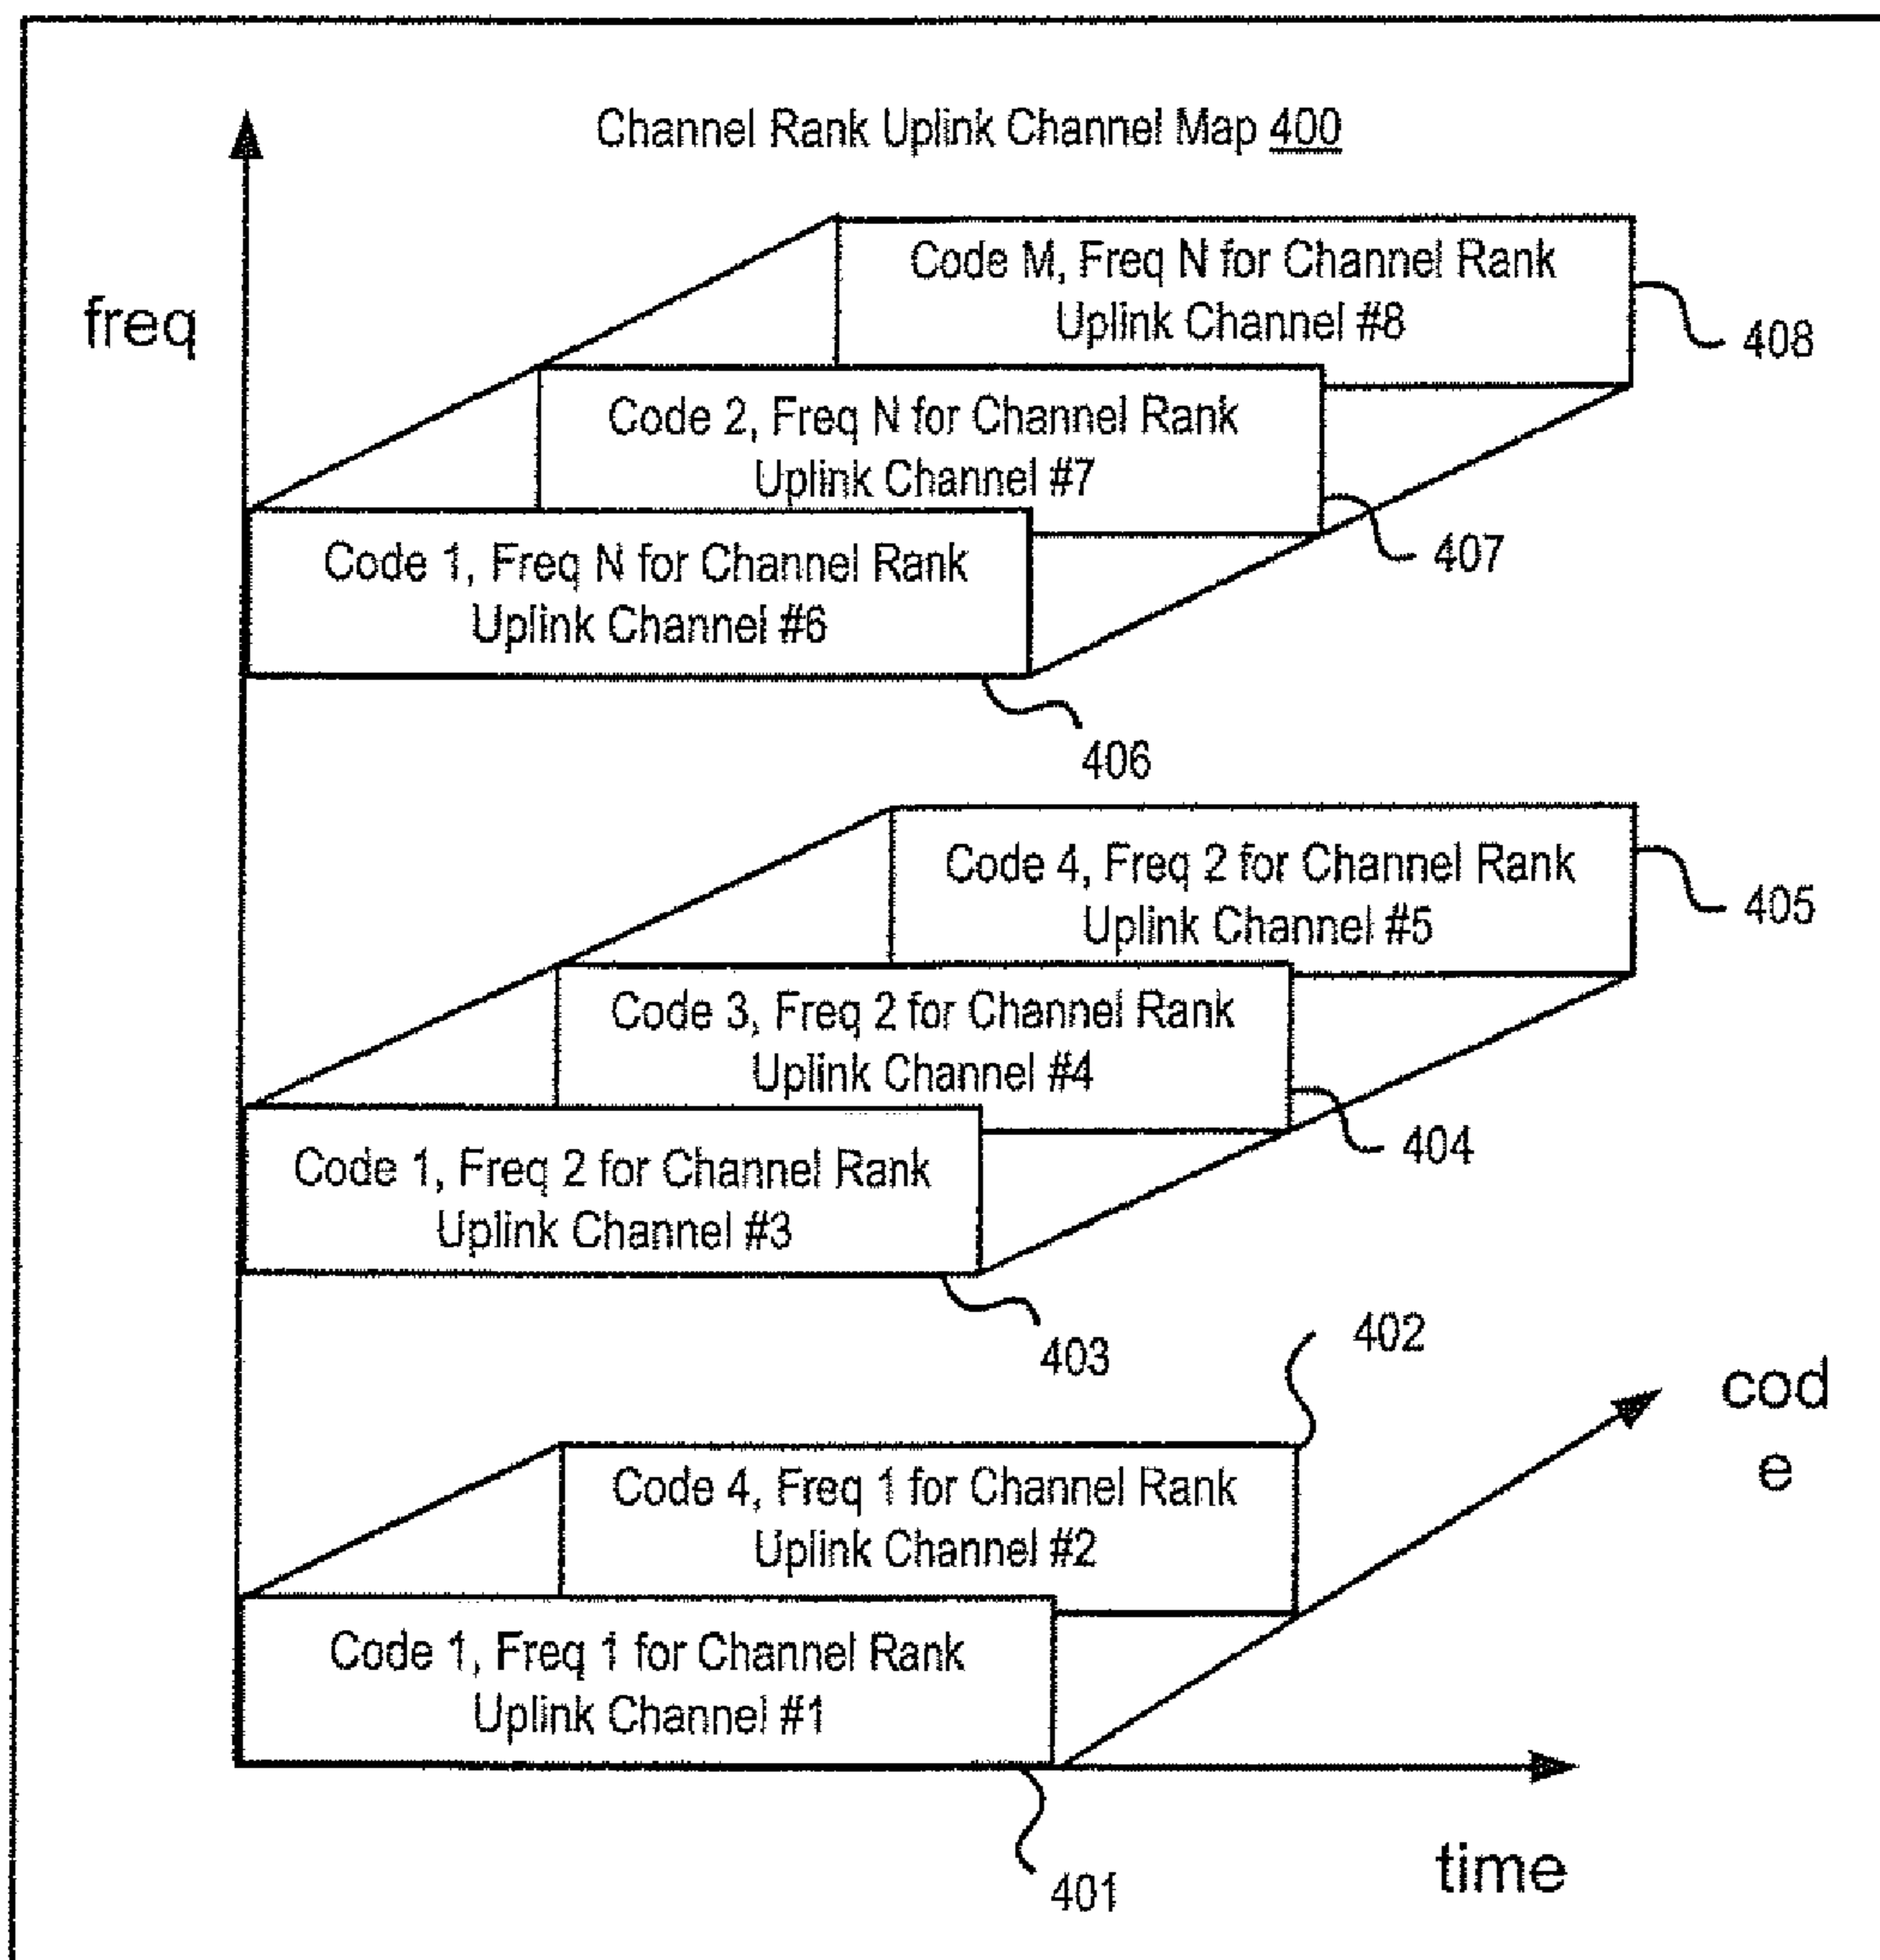 Channel Rank Uplink Channel Map 400
freq
Code M, Freq N for Channel Rank
Uplink Channel #8
408
Code 2, Freq N for Channel Rank
Uplink Channel #7
407
Code 1, Freq N for Channel Rank
Uplink Channel #6
406
Code 4, Freq 2 for Channel Rank
Uplink Channel #5
405
Code 3, Freq 2 for Channel Rank
Uplink Channel #4
404
Code 1, Freq 2 for Channel Rank
Uplink Channel #3
403
402
cod
e
Code 4, Freq 1 for Channel Rank
Uplink Channel #2
Code 1, Freq 1 for Channel Rank
Uplink Channel #1
401
time